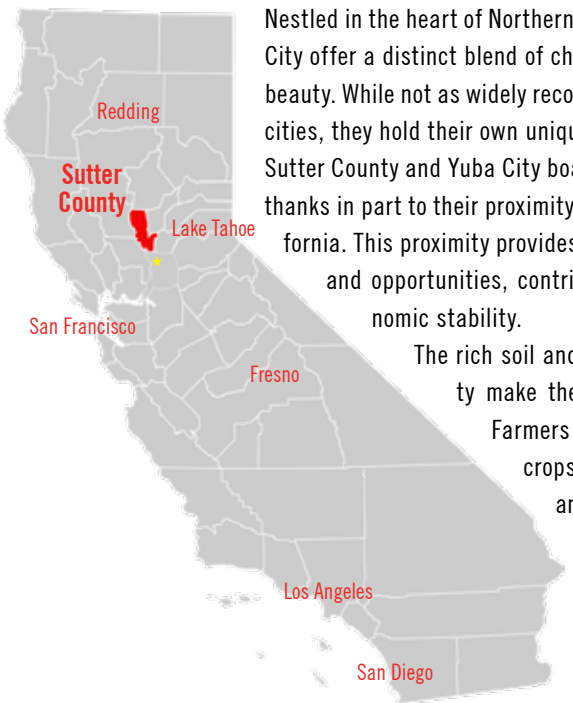 Nestled in the heart of Northern
City offer a distinct blend of ch
beauty. While not as widely reco
cities, they hold their own uniqu
Sutter County and Yuba City boa
thanks in part to their proximity
fornia. This proximity provides
and opportunities, contri
nomic stability.
The rich soil and
ty make the
Farmers
crops
ar
Redding
Sutter
County
Lake Tahoe
San Francisco
Fresno
Los Angeles
San Diego